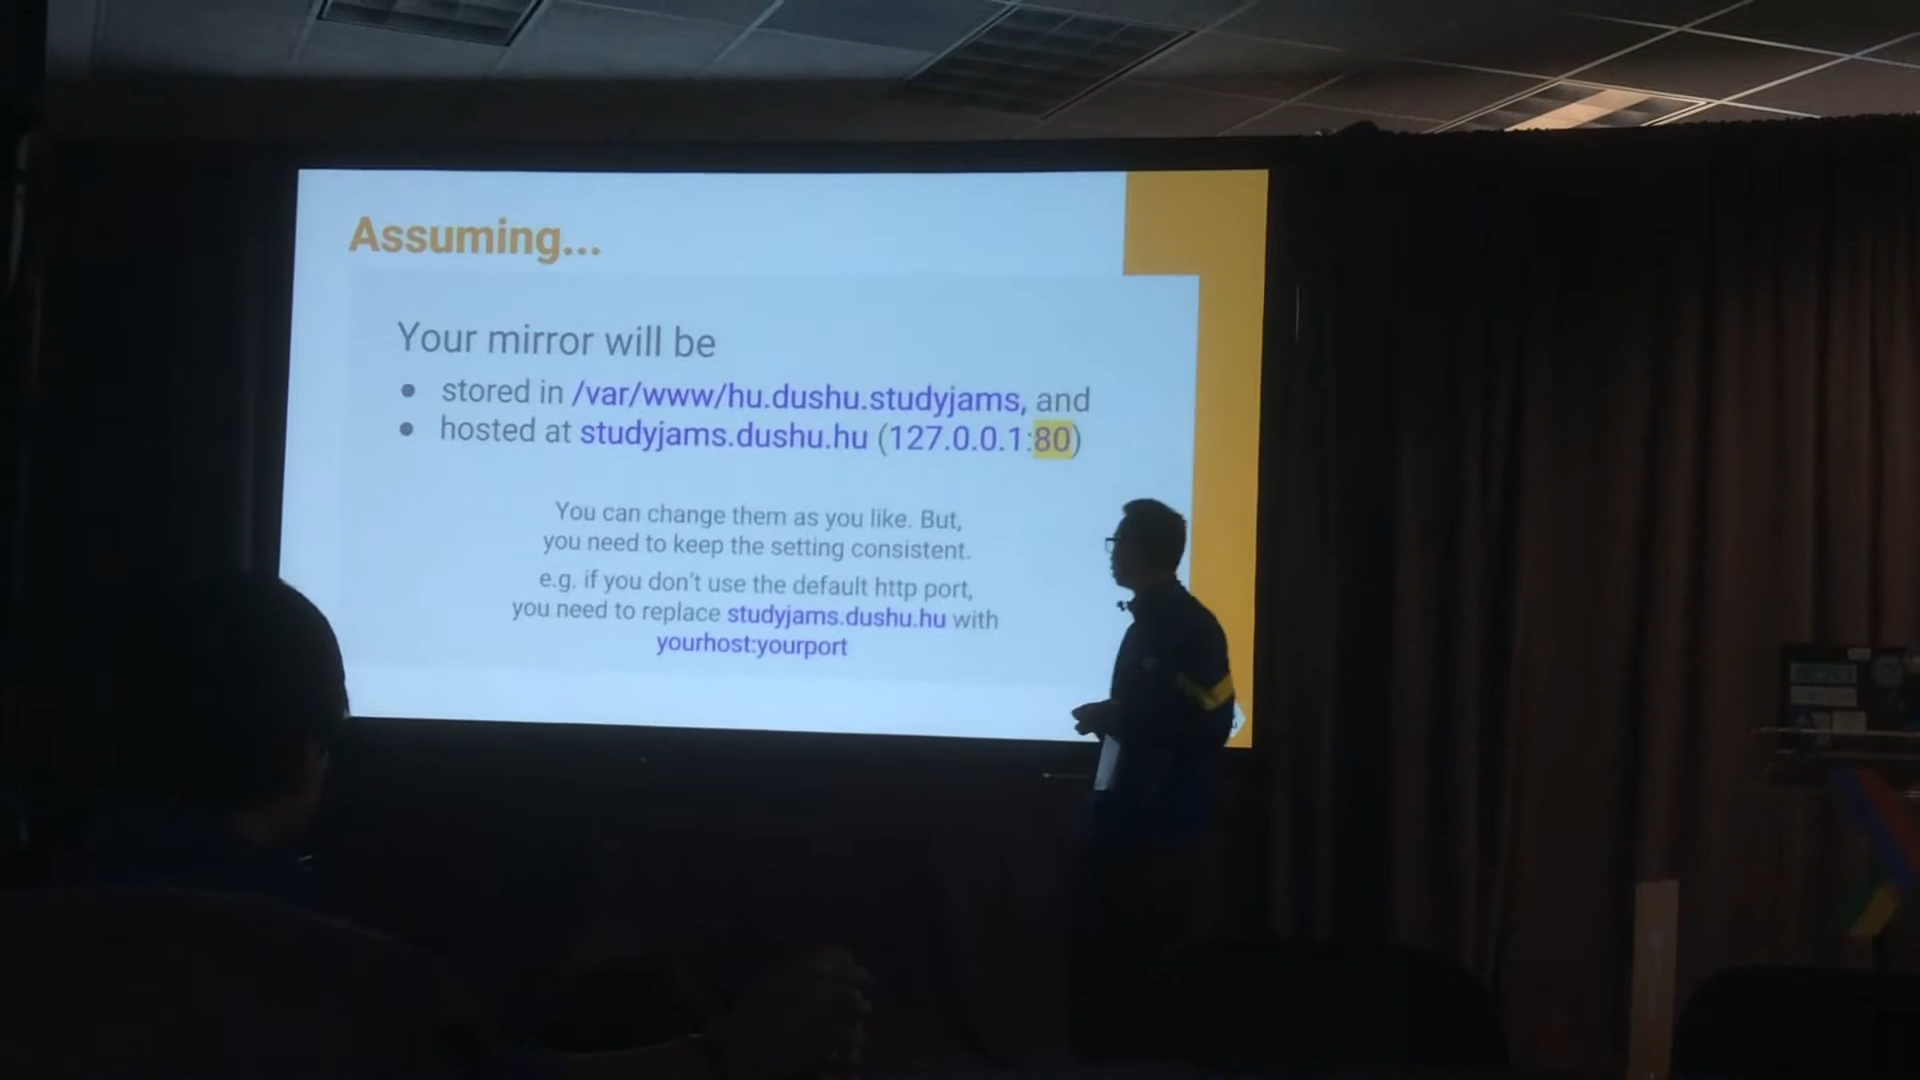 Assuming...
Your mirror will be
● stored in /var/www/hu.dushu.studyjams, and
● hosted at studyjams.dushu.hu (127.0.0.1:80)
You can change them as you like. But,
you need to keep the setting consistent.
e.g. if you don't use the default http port,
you need to replace studyjams.dushu.hu with
yourhost:yourport